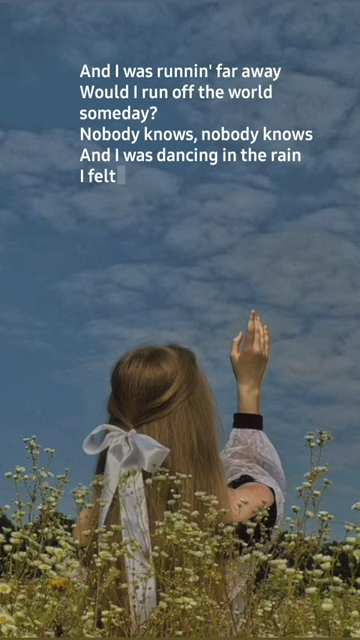 And I was runnin' far away
Would I run off the world
someday?
Nobody knows, nobody knows
And I was dancing in the rain
I felt